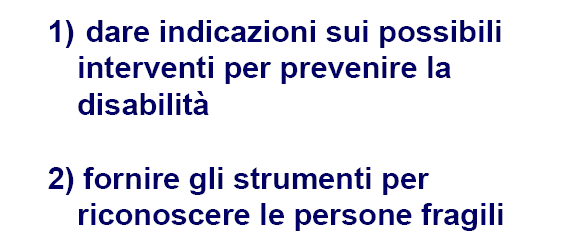 1) dare indicazioni sui possibili
interventi per prevenire la
disabilità
2) fornire gli strumenti per
riconoscere le persone fragili